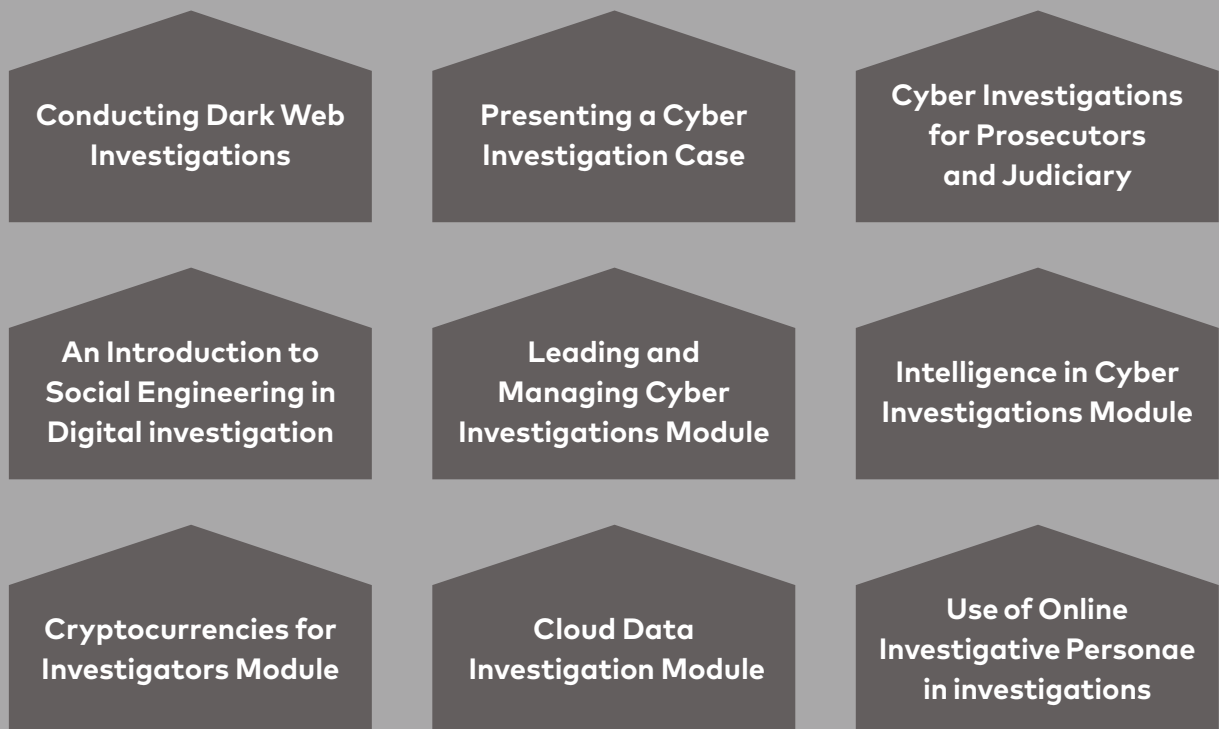 Conducting Dark Web
Investigations
Presenting a Cyber
Investigation Case
Cyber Investigations
for Prosecutors
and Judiciary
An Introduction to
Social Engineering in
Digital investigation
Leading and
Managing Cyber
Investigations Module
Intelligence in Cyber
Investigations Module
Cryptocurrencies for
Investigators Module
Cloud Data
Investigation Module
Use of Online
Investigative Personae
in investigations